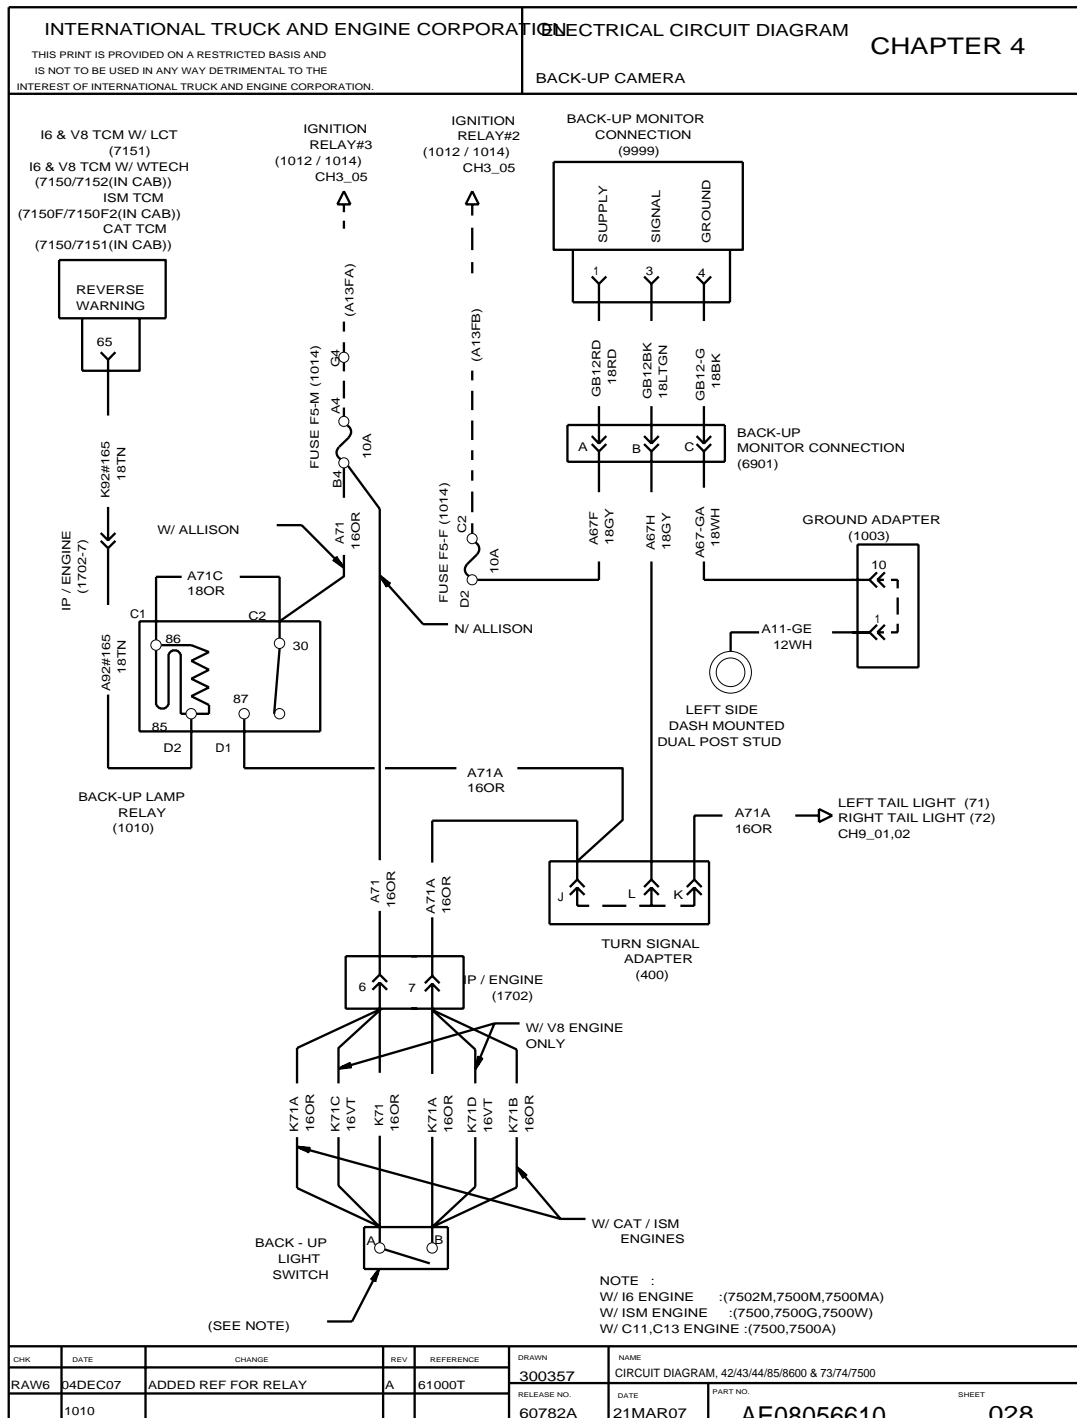 INTERNATIONAL TRUCK AND ENGINE CORPORATION
THIS PRINT IS PROVIDED ON A RESTRICTED BASIS AND
IS NOT TO BE USED IN ANY WAY DETRIMENTAL TO THE
INTEREST OF INTERNATIONAL TRUCK AND ENGINE CORPORATION.
ELECTRICAL CIRCUIT DIAGRAM
BACK-UP CAMERA
CHAPTER 4
I6 & V8 TCM W/ LCT
(7151)
I6 & V8 TCM W/ WTECH
(7150/7152(IN CAB))
ISM TCM
(7150F/7150F2(IN CAB))
CAT TCM
(7150/7151(IN CAB))
REVERSE
WARNING
65
K92#165
18TN
IP / ENGINE
(1702-7)
A92#165
18TN
IGNITION
RELAY#3
(1012 / 1014)
CH3_05
(A13FA)
G4
A4
FUSE F5-M (1014)
10A
B4
A71
16OR
W/ ALLISON
N/ ALLISON
IGNITION
RELAY#2
(1012 / 1014)
CH3_05
(A13FB)
FUSE F5-F (1014)
C2
10A
D2
BACK-UP MONITOR
CONNECTION
(9999)
SUPPLY
SIGNAL
GROUND
1
3
4
GB12RD
18RD
GB12BK
18LTGN
GB12-G
18BK
A
B
C
BACK-UP
MONITOR CONNECTION
(6901)
A67F
18GY
A67H
18GY
A67-GA
18WH
GROUND ADAPTER
(1003)
10
1
A11-GE
12WH
LEFT SIDE
DASH MOUNTED
DUAL POST STUD
A71C
18OR
C1
C2
86
30
87
85
D2
D1
BACK-UP LAMP
RELAY
(1010)
A71A
16OR
A71A
16OR
LEFT TAIL LIGHT (71)
RIGHT TAIL LIGHT (72)
CH9_01,02
J
L
K
TURN SIGNAL
ADAPTER
(400)
A71
16OR
A71A
16OR
6
7
IP / ENGINE
(1702)
W/ V8 ENGINE
ONLY
K71A
16OR
K71C
16VT
K71
16OR
K71A
16OR
K71D
16VT
K71B
16OR
W/ CAT / ISM
ENGINES
A
B
BACK - UP
LIGHT
SWITCH
(SEE NOTE)
NOTE :
W/ I6 ENGINE :(7502M,7500M,7500MA)
W/ ISM ENGINE :(7500,7500G,7500W)
W/ C11,C13 ENGINE :(7500,7500A)
CHK DATE CHANGE REV REFERENCE
RAW6 04DEC07 ADDED REF FOR RELAY A 61000T
1010
DRAWN
300357
NAME
CIRCUIT DIAGRAM, 42/43/44/85/8600 & 73/74/7500
RELEASE NO.
60782A
DATE
21MAR07
PART NO.
AE08056610
SHEET
028